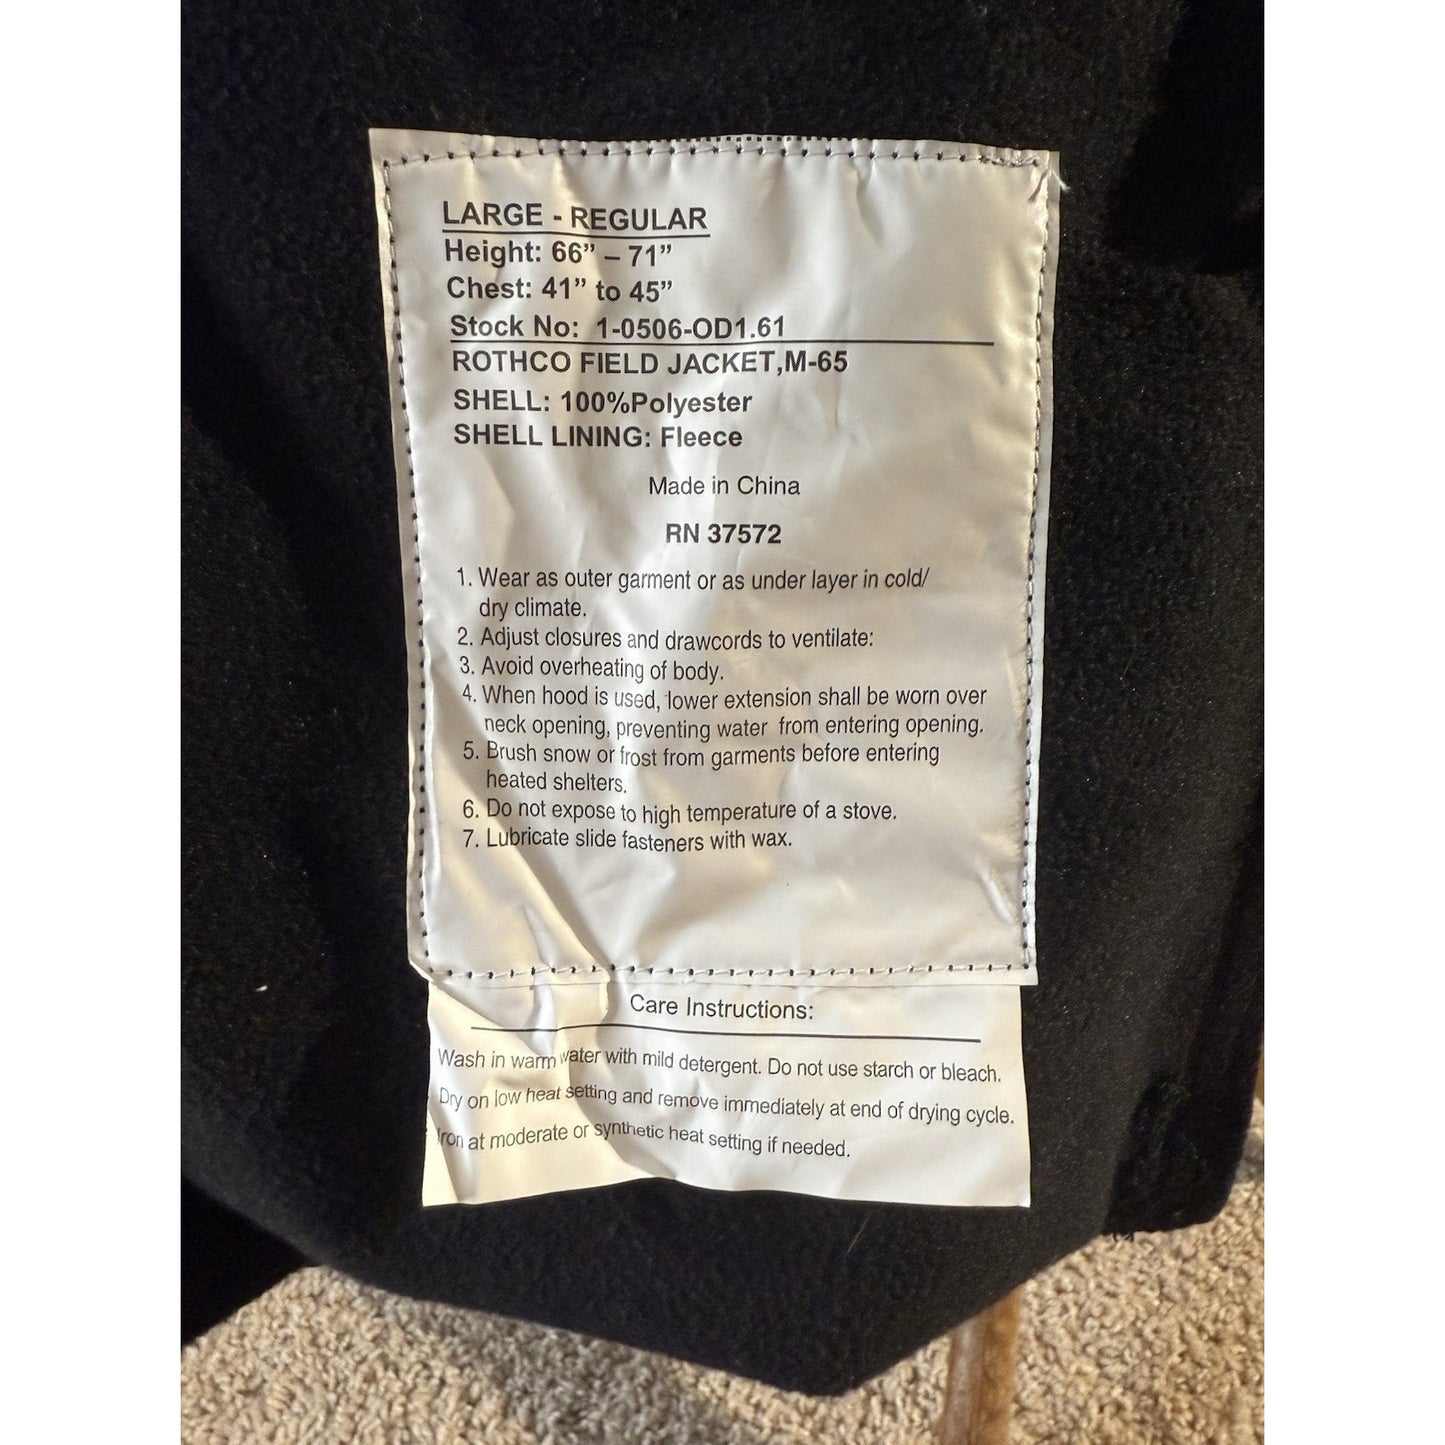 LARGE - REGULAR
Height: 66” – 71”
Chest: 41” to 45”
Stock No: 1-0506-OD1.61
ROTHCO FIELD JACKET,M-65
SHELL: 100%Polyester
SHELL LINING: Fleece
Made in China
RN 37572
1. Wear as outer garment or as under layer in cold/
dry climate.
2. Adjust closures and drawcords to ventilate:
3. Avoid overheating of body.
4. When hood is used, lower extension shall be worn over
neck opening, preventing water from entering opening.
5. Brush snow or frost from garments before entering
heated shelters.
6. Do not expose to high temperature of a stove.
7. Lubricate slide fasteners with wax.
Care Instructions:
Wash in warm water with mild detergent. Do not use starch or bleach.
Dry on low heat setting and remove immediately at end of drying cycle.
Iron at moderate or synthetic heat setting if needed.